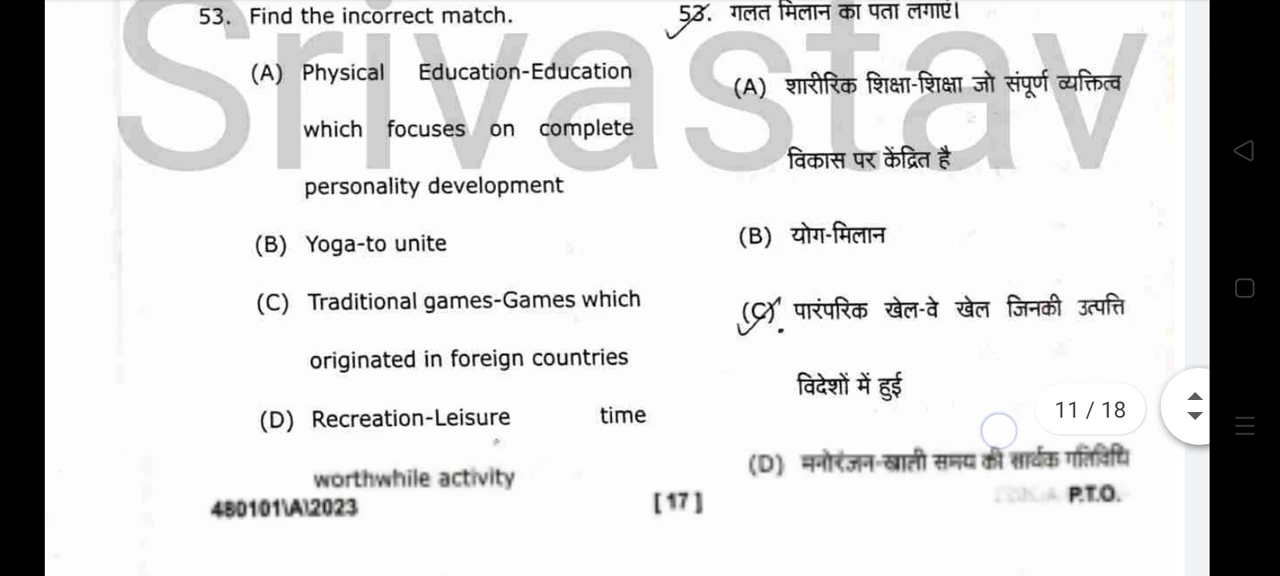 Srivastav
53. Find the incorrect match.
(A) Physical Education-Education
which focuses on complete
personality development
(B) Yoga-to unite
(C) Traditional games-Games which
originated in foreign countries
(D) Recreation-Leisure time
worthwhile activity
480101\A\2023
[ 17 ]
53. गलत मिलान का पता लगाएं।
(A) शारीरिक शिक्षा-शिक्षा जो संपूर्ण व्यक्तित्व
विकास पर केंद्रित है
(B) योग-मिलान
(C) पारंपरिक खेल-वे खेल जिनकी उत्पत्ति
विदेशों में हुई
(D) मनोरंजन-खाली समय की सार्थक गतिविधि
P.T.O.
11 / 18